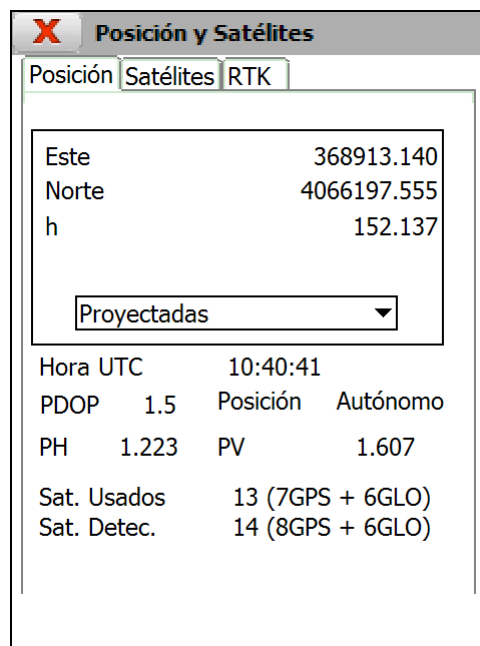 X Posición y Satélites
Posición Satélites RTK
Este 368913.140
Norte 4066197.555
h 152.137
Proyectadas
Hora UTC 10:40:41
PDOP 1.5 Posición Autónomo
PH 1.223 PV 1.607
Sat. Usados 13 (7GPS + 6GLO)
Sat. Detec. 14 (8GPS + 6GLO)